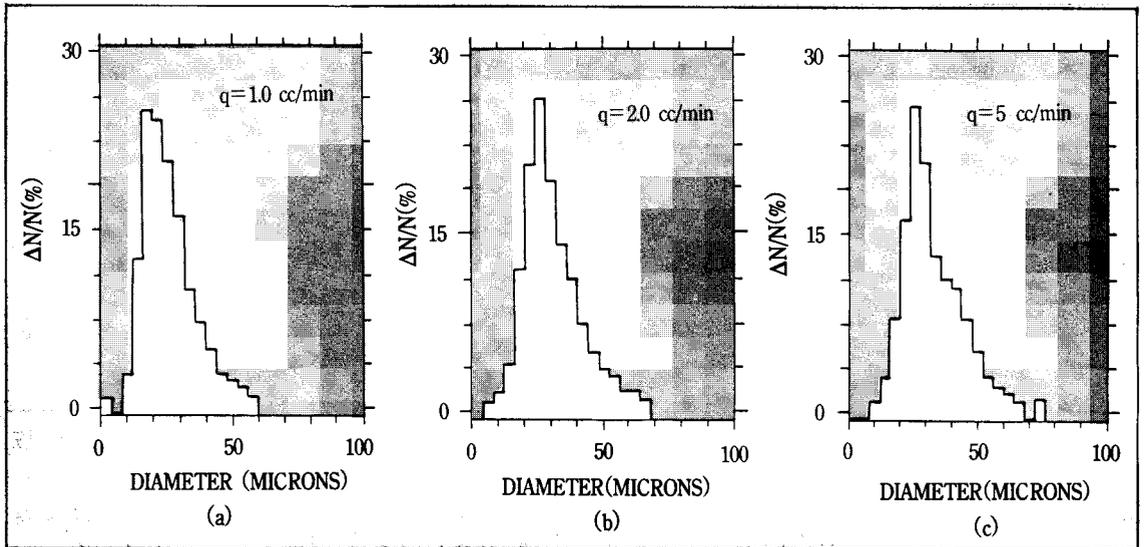 30
15
0
ΔN/N(%)
q=1.0 cc/min
0
50
100
DIAMETER (MICRONS)
(a)
30
15
0
ΔN/N(%)
q=2.0 cc/min
0
50
100
DIAMETER(MICRONS)
(b)
30
15
0
ΔN/N(%)
q=5 cc/min
0
50
100
DIAMETER(MICRONS)
(c)